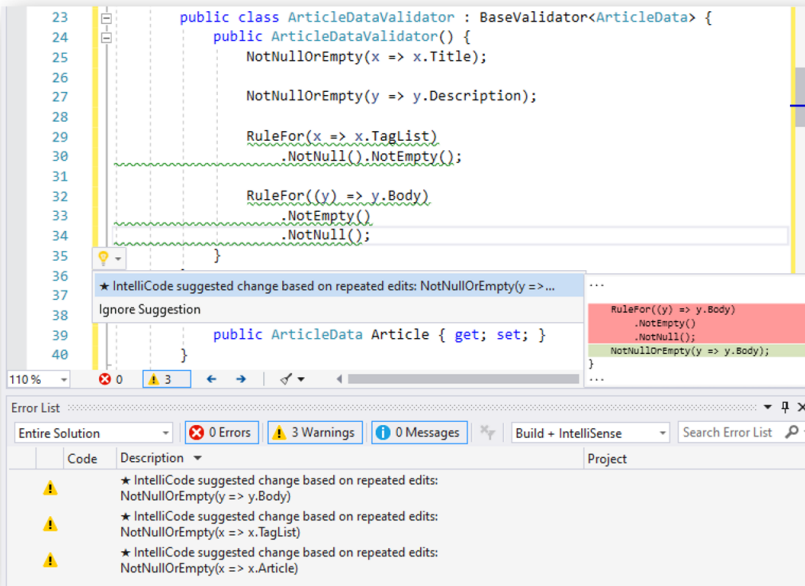 23 public class ArticleDataValidator : BaseValidator<ArticleData> {
24 public ArticleDataValidator() {
25 NotNullOrEmpty(x => x.Title);
26
27 NotNullOrEmpty(y => y.Description);
28
29 RuleFor(x => x.TagList)
30 .NotNull().NotEmpty();
31
32 RuleFor((y) => y.Body)
33 .NotEmpty()
34 .NotNull();
35 }
36
★ IntelliCode suggested change based on repeated edits: NotNullOrEmpty(y =>...
...
37
Ignore Suggestion
38
RuleFor((y) => y.Body)
.NotEmpty()
.NotNull();
NotNullOrEmpty(y => y.Body);
}
...
39 public ArticleData Article { get; set; }
40 }
110 % 0 3
Error List
Entire Solution 0 Errors 3 Warnings 0 Messages Build + IntelliSense Search Error List
Code Description Project
★ IntelliCode suggested change based on repeated edits:
NotNullOrEmpty(y => y.Body)
★ IntelliCode suggested change based on repeated edits:
NotNullOrEmpty(x => x.TagList)
★ IntelliCode suggested change based on repeated edits:
NotNullOrEmpty(x => x.Article)